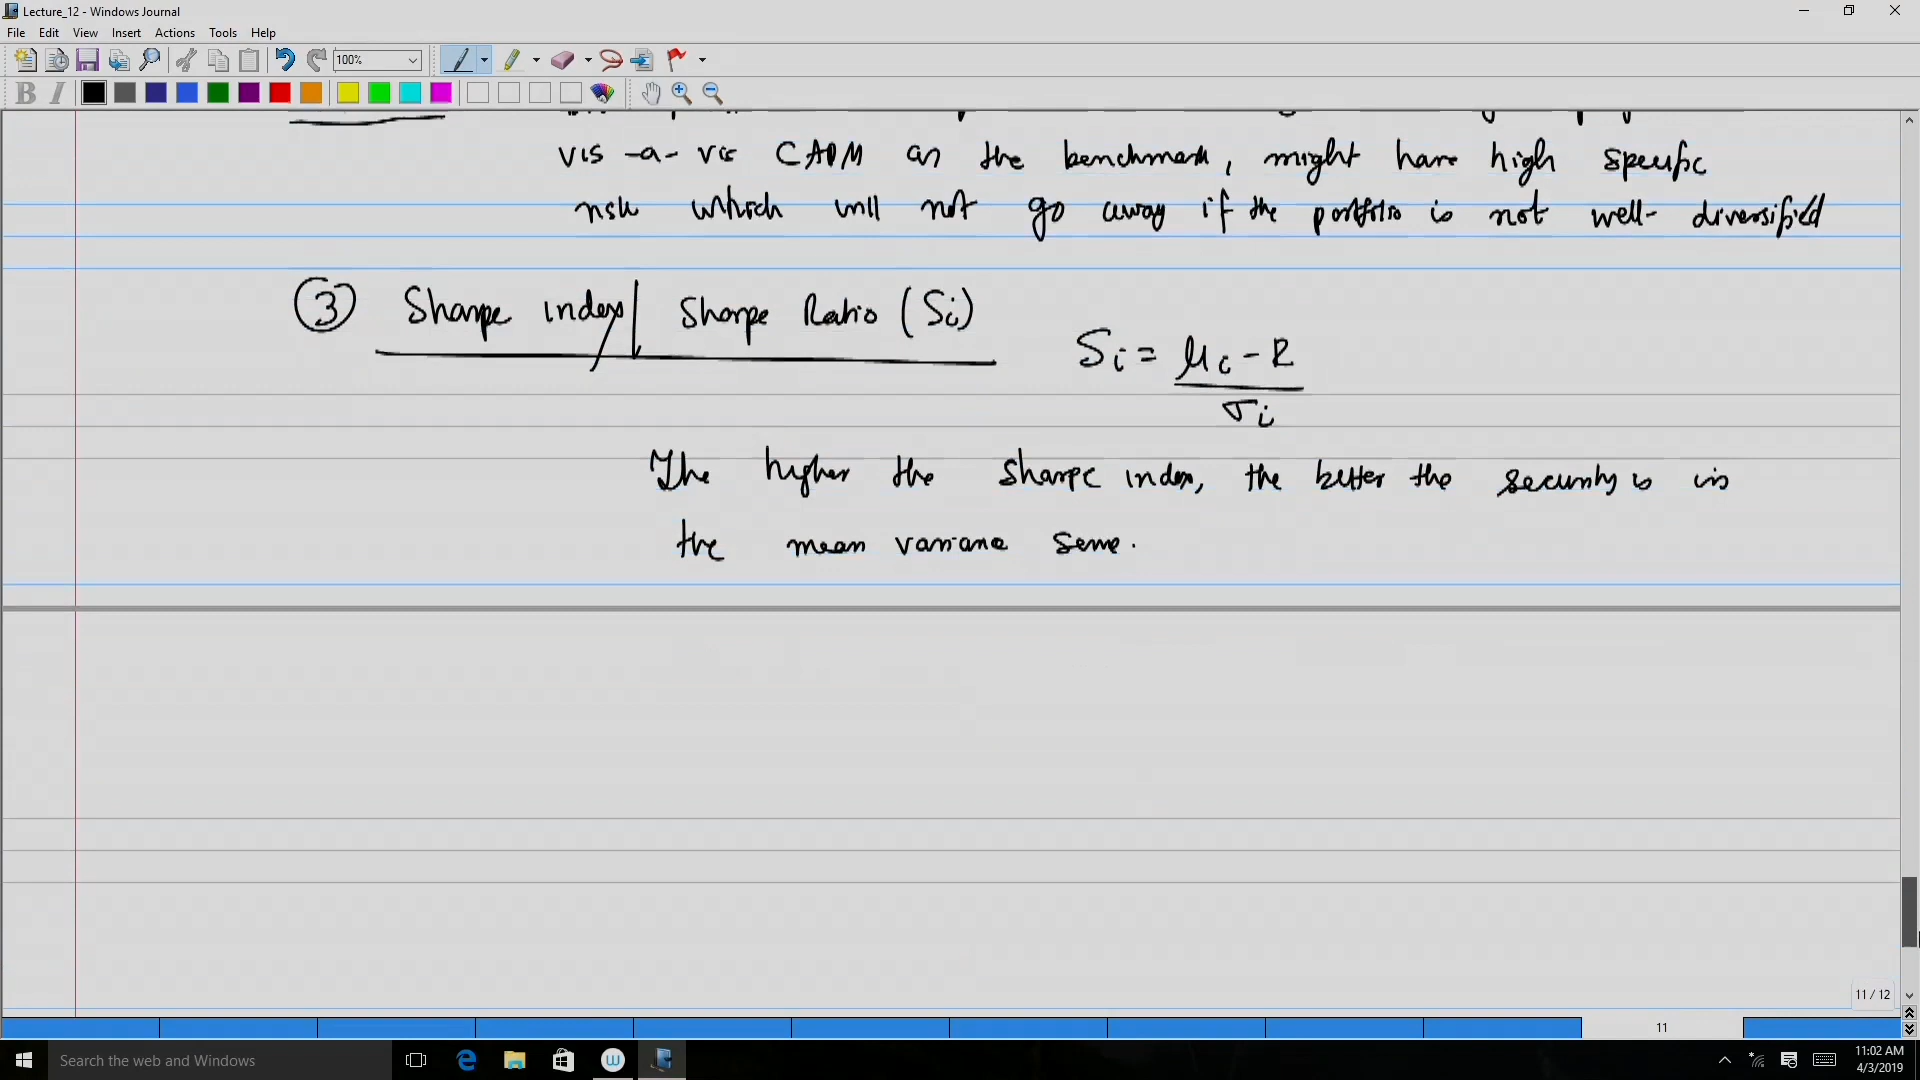 Lecture_12 - Windows Journal
File Edit View Insert Actions Tools Help
100%
B I
vis-a-vis CAPM as the benchmark, might have high specific
risk which will not go away if the portfolio is not well-diversified
③ Sharpe index / Sharpe Ratio (Si)
Si = μi - R / σi
The higher the Sharpe index, the better the security is in
the mean variance sense.
11 / 12
11
Search the web and Windows
11:02 AM
4/3/2019